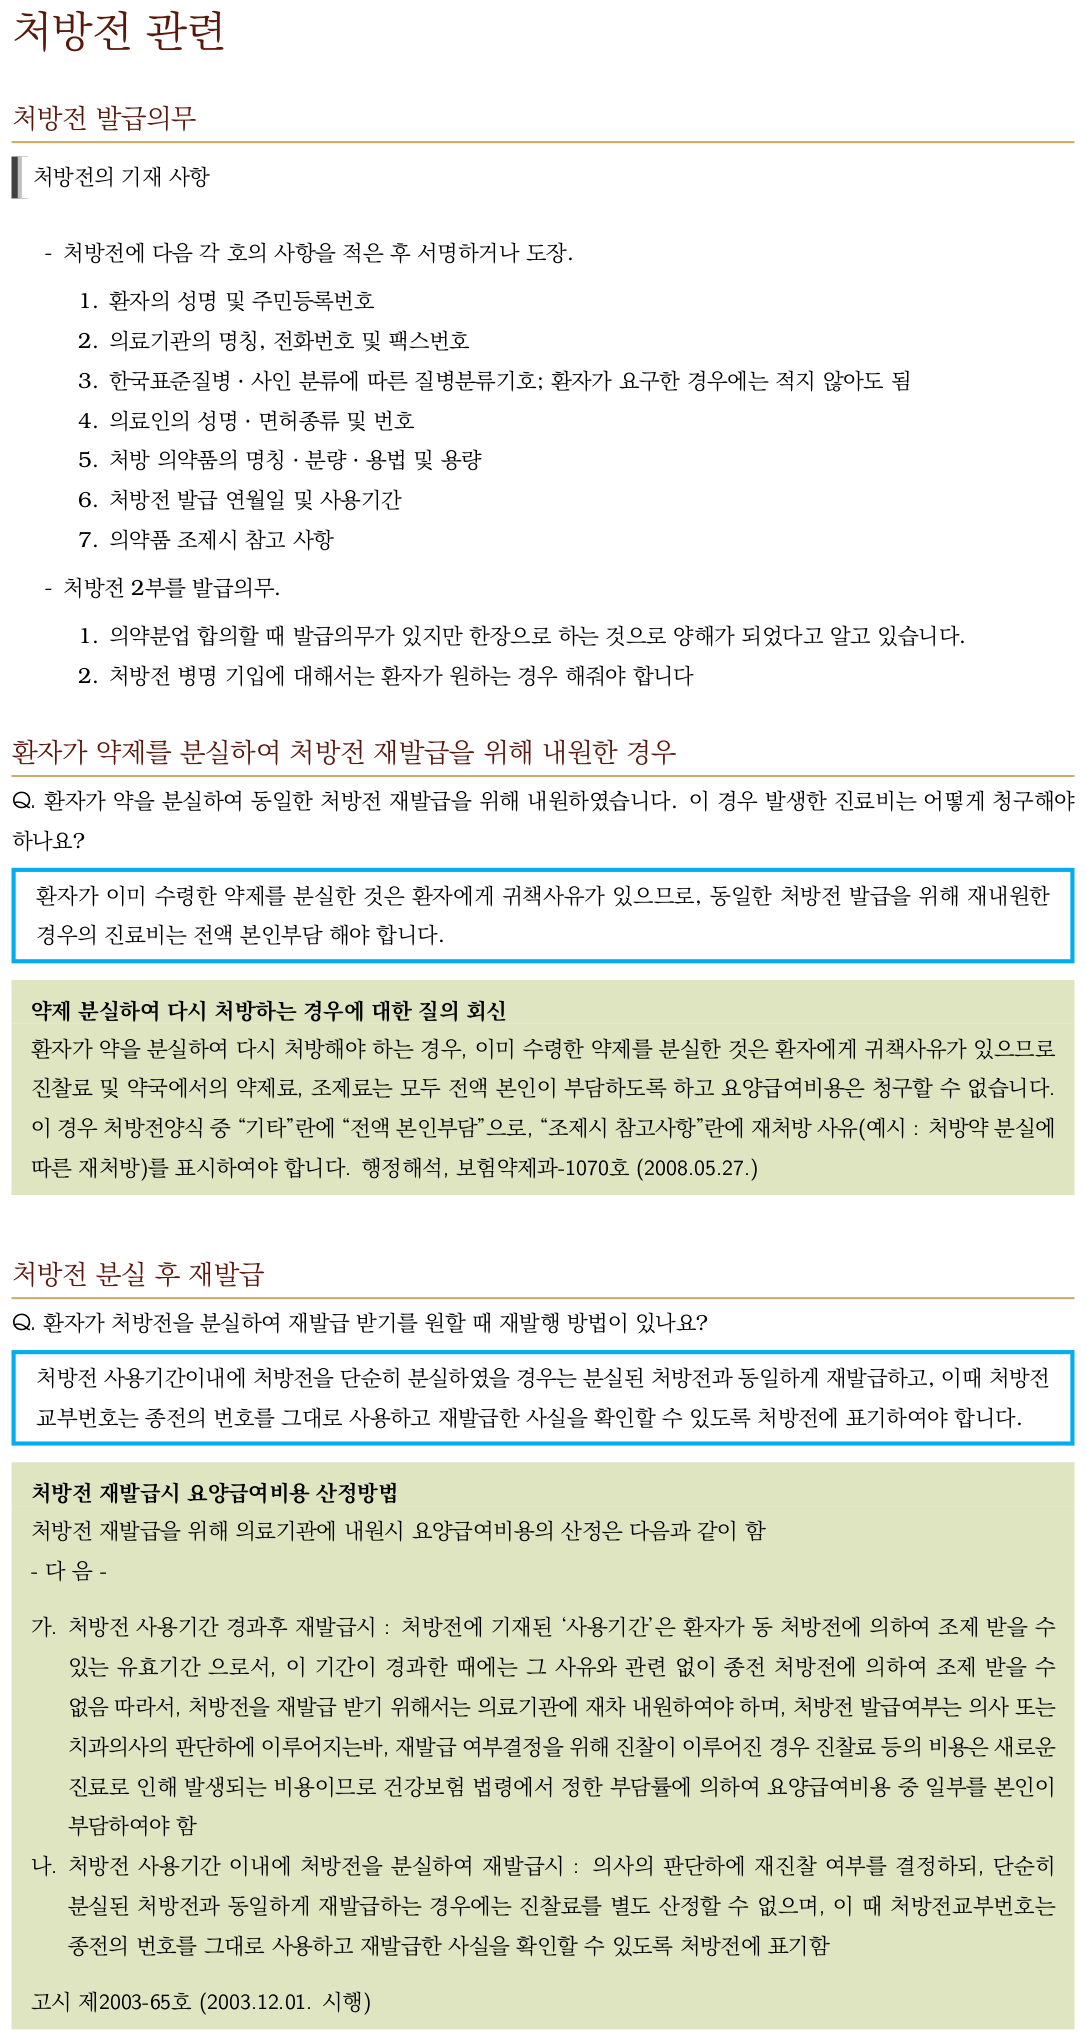 처방전 관련
처방전 발급의무
처방전의 기재 사항
- 처방전에 다음 각 호의 사항을 적은 후 서명하거나 도장.
1. 환자의 성명 및 주민등록번호
2. 의료기관의 명칭, 전화번호 및 팩스번호
3. 한국표준질병 · 사인 분류에 따른 질병분류기호; 환자가 요구한 경우에는 적지 않아도 됨
4. 의료인의 성명 · 면허종류 및 번호
5. 처방 의약품의 명칭 · 분량 · 용법 및 용량
6. 처방전 발급 연월일 및 사용기간
7. 의약품 조제시 참고 사항
- 처방전 2부를 발급의무.
1. 의약분업 합의할 때 발급의무가 있지만 한장으로 하는 것으로 양해가 되었다고 알고 있습니다.
2. 처방전 병명 기입에 대해서는 환자가 원하는 경우 해줘야 합니다
환자가 약제를 분실하여 처방전 재발급을 위해 내원한 경우
Q. 환자가 약을 분실하여 동일한 처방전 재발급을 위해 내원하였습니다. 이 경우 발생한 진료비는 어떻게 청구해야
하나요?
환자가 이미 수령한 약제를 분실한 것은 환자에게 귀책사유가 있으므로, 동일한 처방전 발급을 위해 재내원한
경우의 진료비는 전액 본인부담 해야 합니다.
약제 분실하여 다시 처방하는 경우에 대한 질의 회신
환자가 약을 분실하여 다시 처방해야 하는 경우, 이미 수령한 약제를 분실한 것은 환자에게 귀책사유가 있으므로
진찰료 및 약국에서의 약제료, 조제료는 모두 전액 본인이 부담하도록 하고 요양급여비용은 청구할 수 없습니다.
이 경우 처방전양식 중 “기타”란에 “전액 본인부담”으로, “조제시 참고사항”란에 재처방 사유(예시 : 처방약 분실에
따른 재처방)를 표시하여야 합니다. 행정해석, 보험약제과-1070호 (2008.05.27.)
처방전 분실 후 재발급
Q. 환자가 처방전을 분실하여 재발급 받기를 원할 때 재발행 방법이 있나요?
처방전 사용기간이내에 처방전을 단순히 분실하였을 경우는 분실된 처방전과 동일하게 재발급하고, 이때 처방전
교부번호는 종전의 번호를 그대로 사용하고 재발급한 사실을 확인할 수 있도록 처방전에 표기하여야 합니다.
처방전 재발급시 요양급여비용 산정방법
처방전 재발급을 위해 의료기관에 내원시 요양급여비용의 산정은 다음과 같이 함
- 다 음 -
가. 처방전 사용기간 경과후 재발급시 : 처방전에 기재된 ‘사용기간’은 환자가 동 처방전에 의하여 조제 받을 수
있는 유효기간 으로서, 이 기간이 경과한 때에는 그 사유와 관련 없이 종전 처방전에 의하여 조제 받을 수
없음 따라서, 처방전을 재발급 받기 위해서는 의료기관에 재차 내원하여야 하며, 처방전 발급여부는 의사 또는
치과의사의 판단하에 이루어지는바, 재발급 여부결정을 위해 진찰이 이루어진 경우 진찰료 등의 비용은 새로운
진료로 인해 발생되는 비용이므로 건강보험 법령에서 정한 부담률에 의하여 요양급여비용 중 일부를 본인이
부담하여야 함
나. 처방전 사용기간 이내에 처방전을 분실하여 재발급시 : 의사의 판단하에 재진찰 여부를 결정하되, 단순히
분실된 처방전과 동일하게 재발급하는 경우에는 진찰료를 별도 산정할 수 없으며, 이 때 처방전교부번호는
종전의 번호를 그대로 사용하고 재발급한 사실을 확인할 수 있도록 처방전에 표기함
고시 제2003-65호 (2003.12.01. 시행)